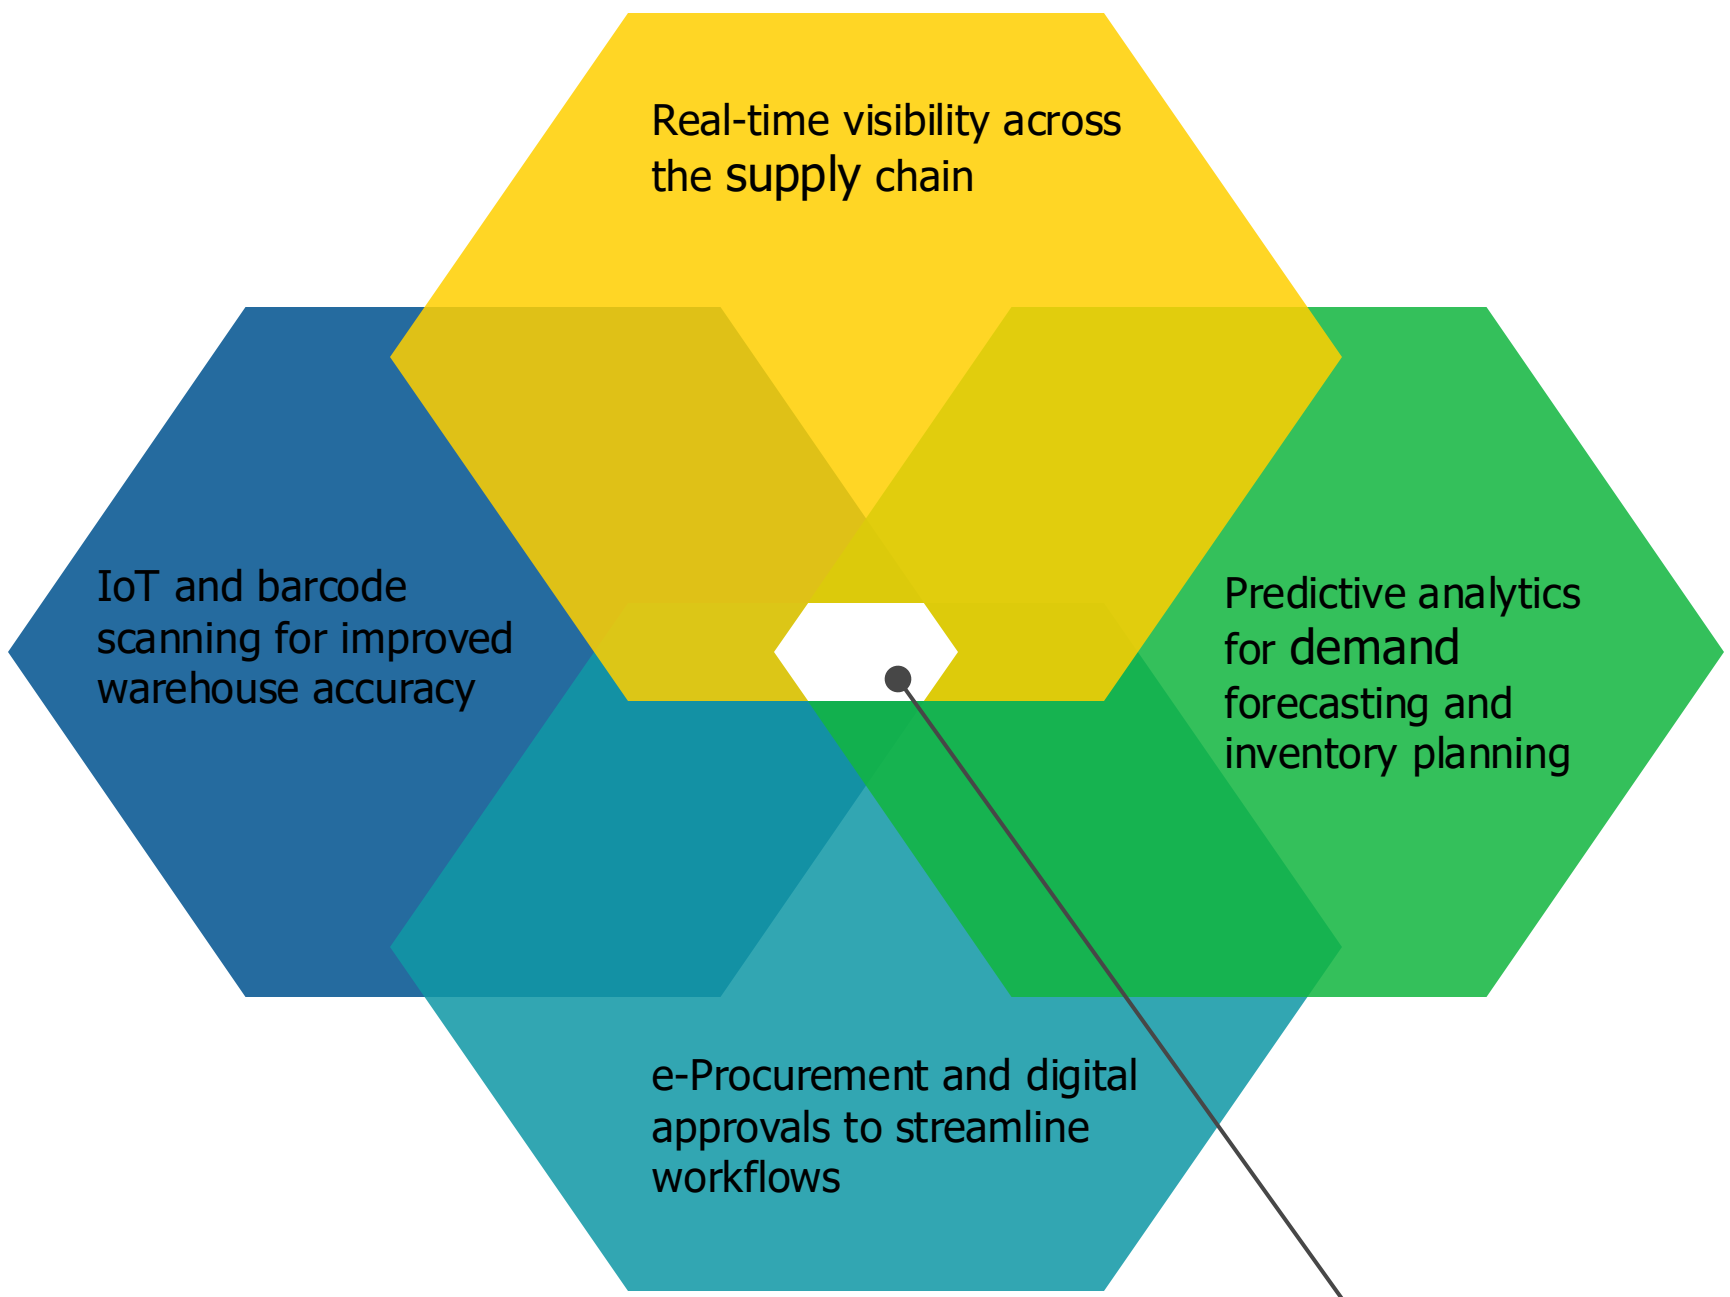 Real-time visibility across
the supply chain
IoT and barcode
scanning for improved
warehouse accuracy
Predictive analytics
for demand
forecasting and
inventory planning
e-Procurement and digital
approvals to streamline
workflows